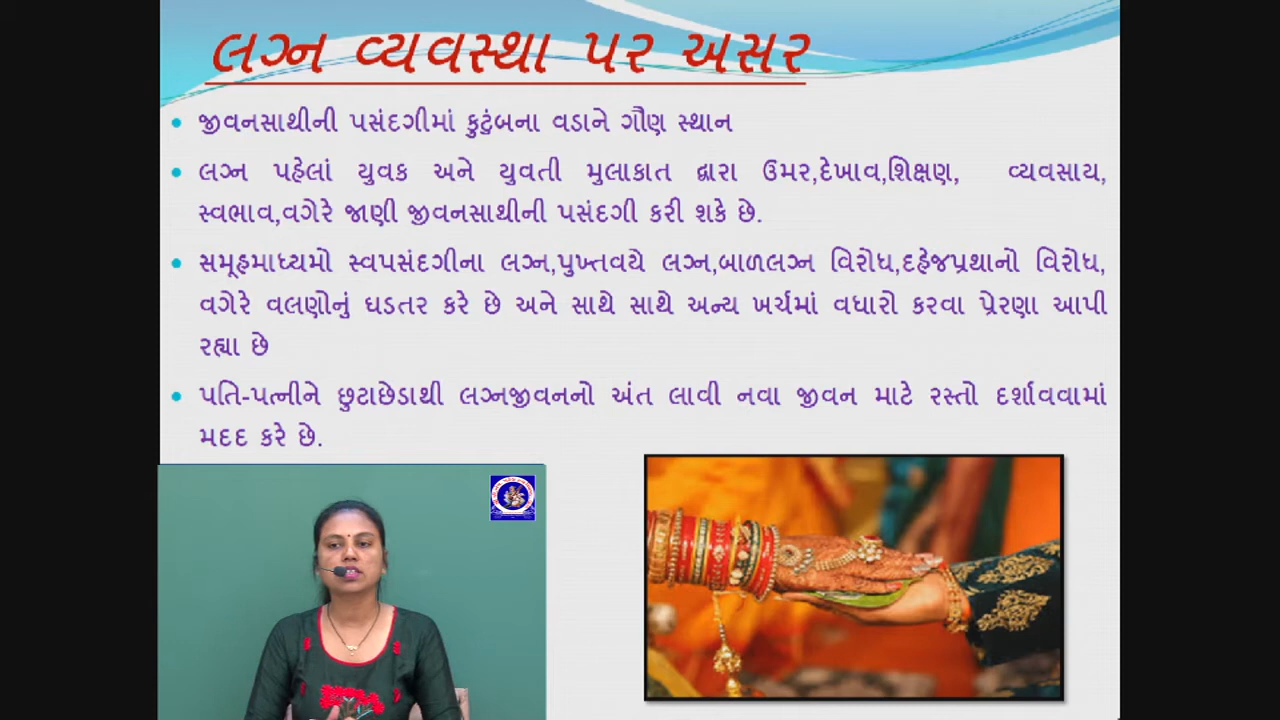 લગ્ન વ્યવસ્થા પર અસર
• જીવનસાથીની પસંદગીમાં કુટુંબના વડાને ગૌણ સ્થાન
• લગ્ન પહેલાં યુવક અને યુવતી મુલાકાત દ્વારા ઉમર,દેખાવ,શિક્ષણ, વ્યવસાય,
સ્વભાવ,વગેરે જાણી જીવનસાથીની પસંદગી કરી શકે છે.
• સમૂહમાધ્યમો સ્વપસંદગીના લગ્ન,પુખ્તવયે લગ્ન,બાળલગ્ન વિરોધ,દહેજપ્રથાનો વિરોધ,
વગેરે વલણોનું ઘડતર કરે છે અને સાથે સાથે અન્ય ખર્ચમાં વધારો કરવા પ્રેરણા આપી
રહ્યા છે
• પતિ-પત્નીને છુટાછેડાથી લગ્નજીવનનો અંત લાવી નવા જીવન માટે રસ્તો દર્શાવવામાં
મદદ કરે છે.